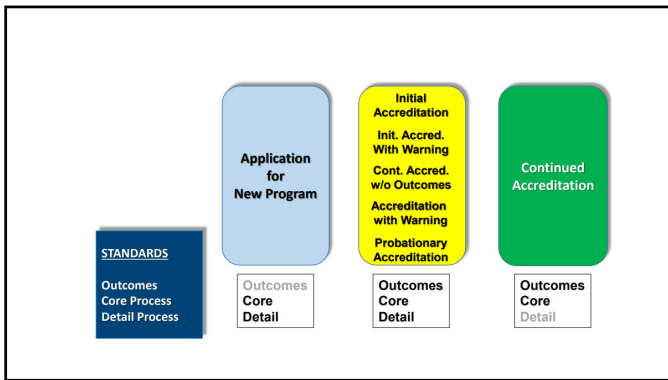 Application
for
New Program
Initial
Accreditation
Init. Accred.
With Warning
Cont. Accred.
w/o Outcomes
Accreditation
with Warning
Probationary
Accreditation
Continued
Accreditation
STANDARDS
Outcomes
Core Process
Detail Process
Outcomes
Core
Detail
Outcomes
Core
Detail
Outcomes
Core
Detail